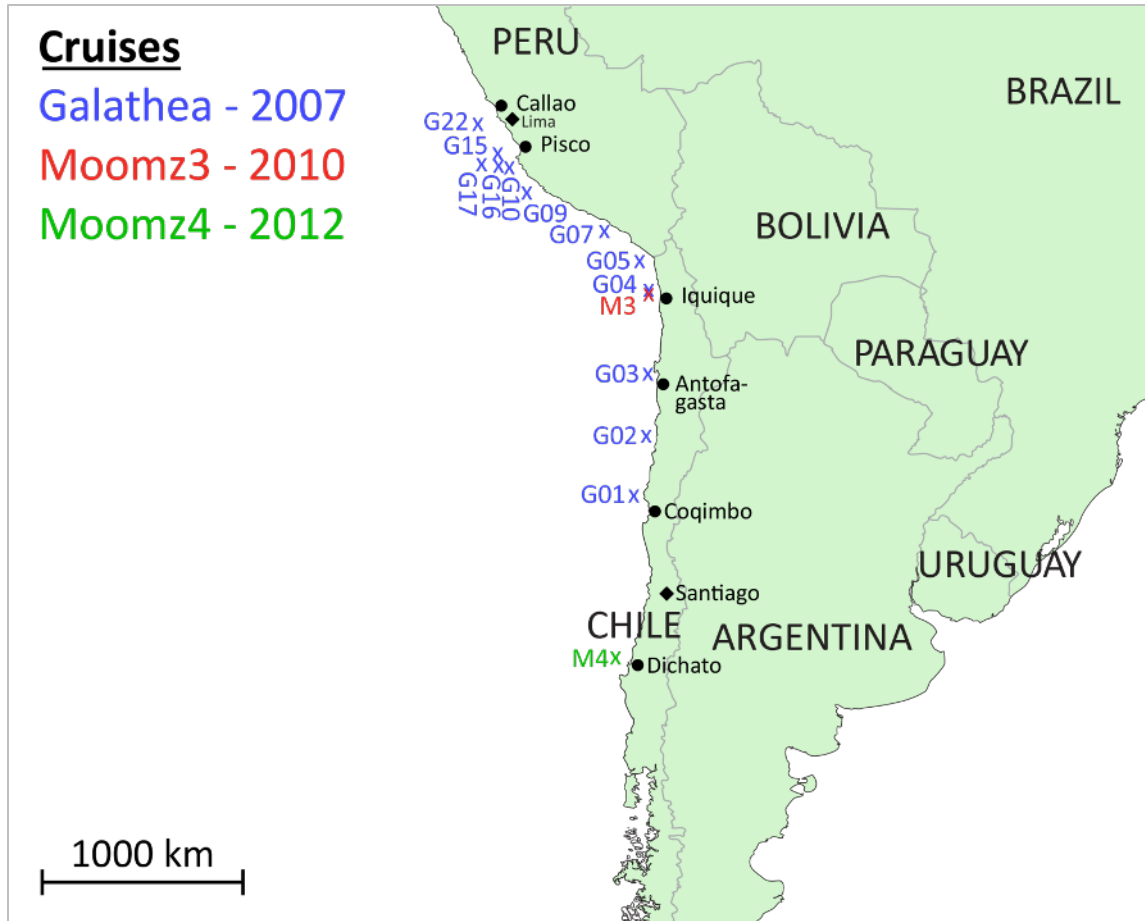 Cruises
Galathea - 2007
Moomz3 - 2010
Moomz4 - 2012
PERU
BRAZIL
Callao
Lima
G22 x
Pisco
G15 x
x x x x
G17
G16
G10
G09
G07 x
BOLIVIA
G05 x
G04 x
M3 x
Iquique
PARAGUAY
G03 x
Antofa-
gasta
G02 x
G01 x
Coqimbo
URUGUAY
Santiago
CHILE
ARGENTINA
M4 x
Dichato
1000 km